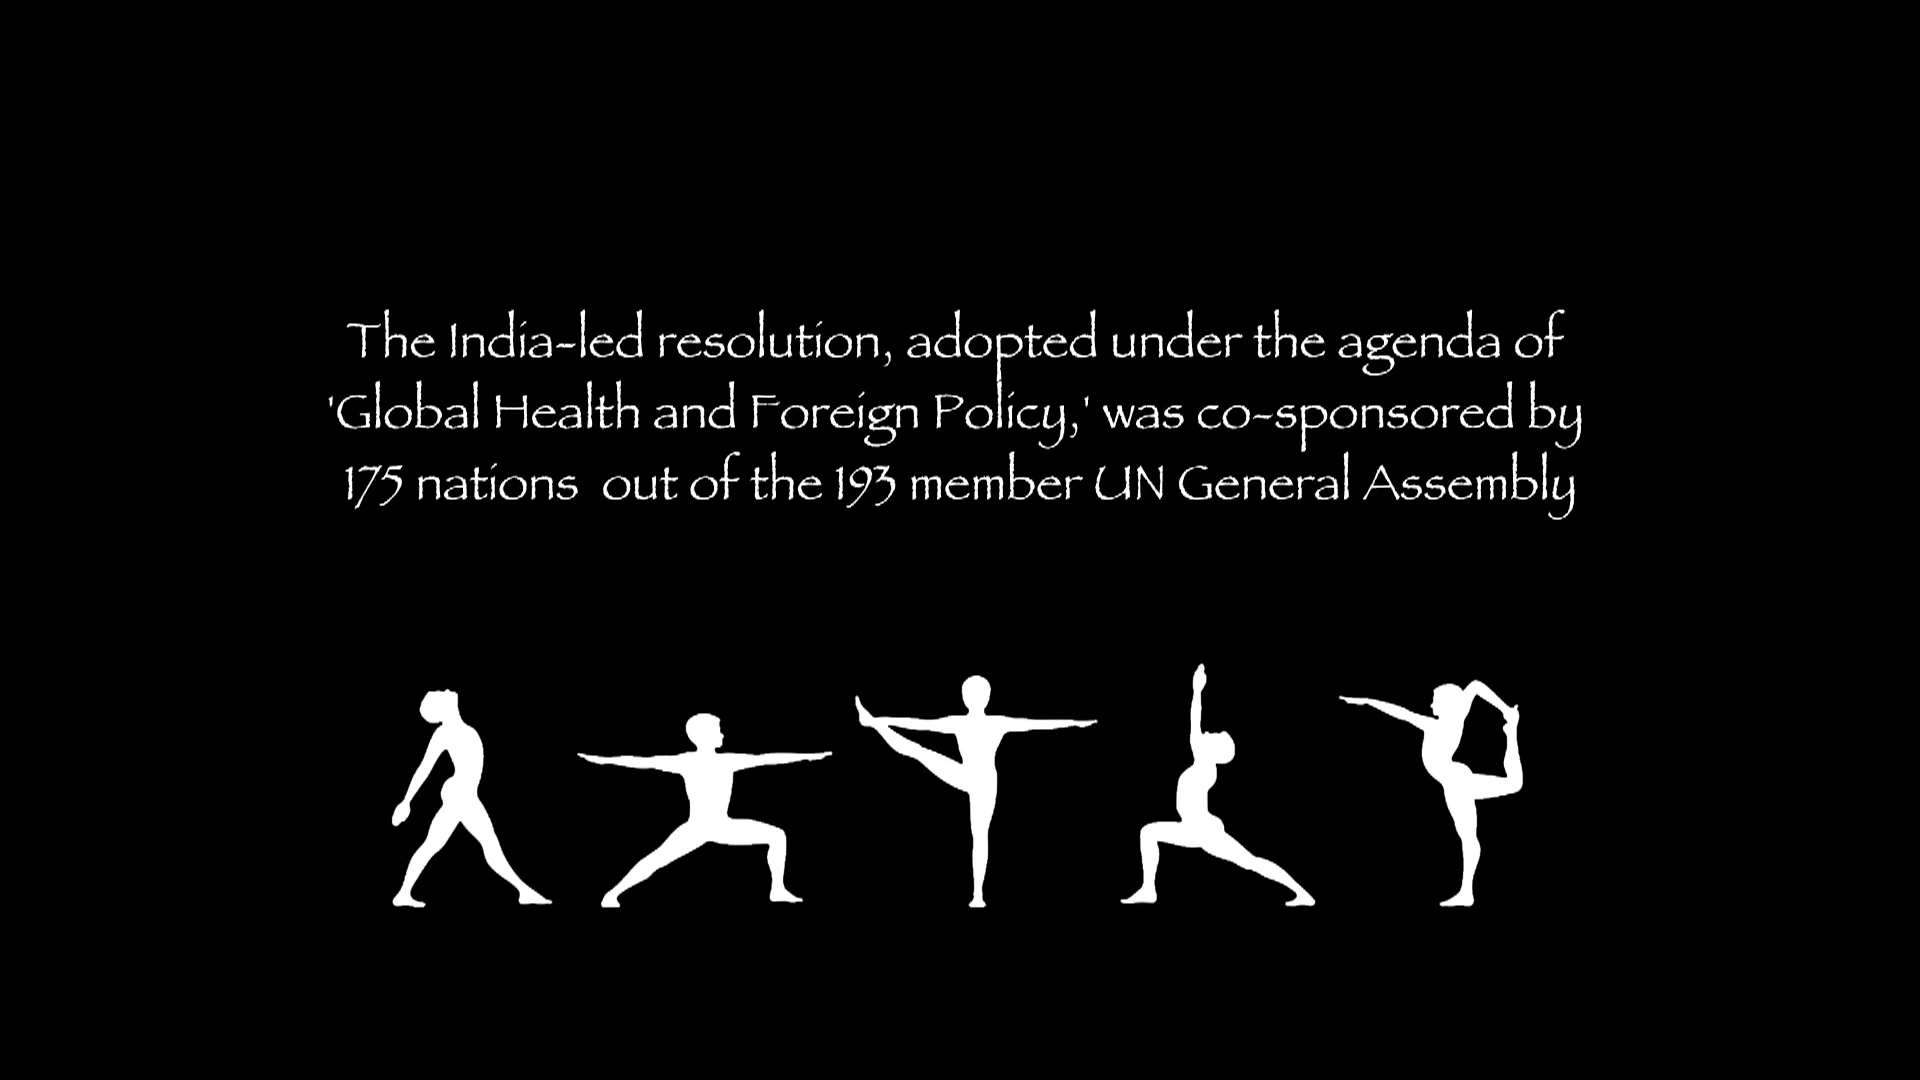 The India-led resolution, adopted under the agenda of
'Global Health and Foreign Policy,' was co-sponsored by
175 nations  out of the 193 member UN General Assembly